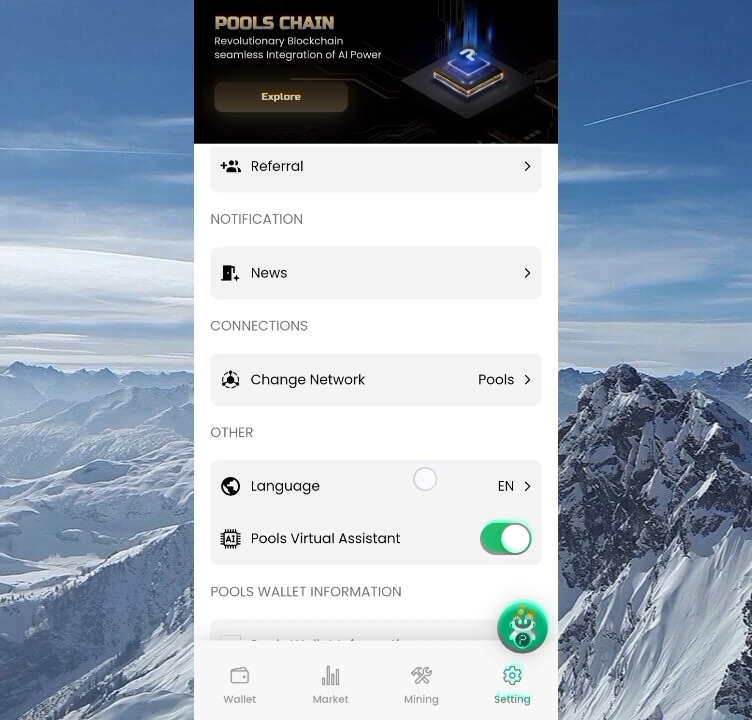 POOLS CHAIN
Revolutionary Blockchain
seamless Integration of AI Power
Explore
Referral
NOTIFICATION
News
CONNECTIONS
Change Network Pools
OTHER
Language EN
AI Pools Virtual Assistant
POOLS WALLET INFORMATION
P
Wallet Market Mining Setting